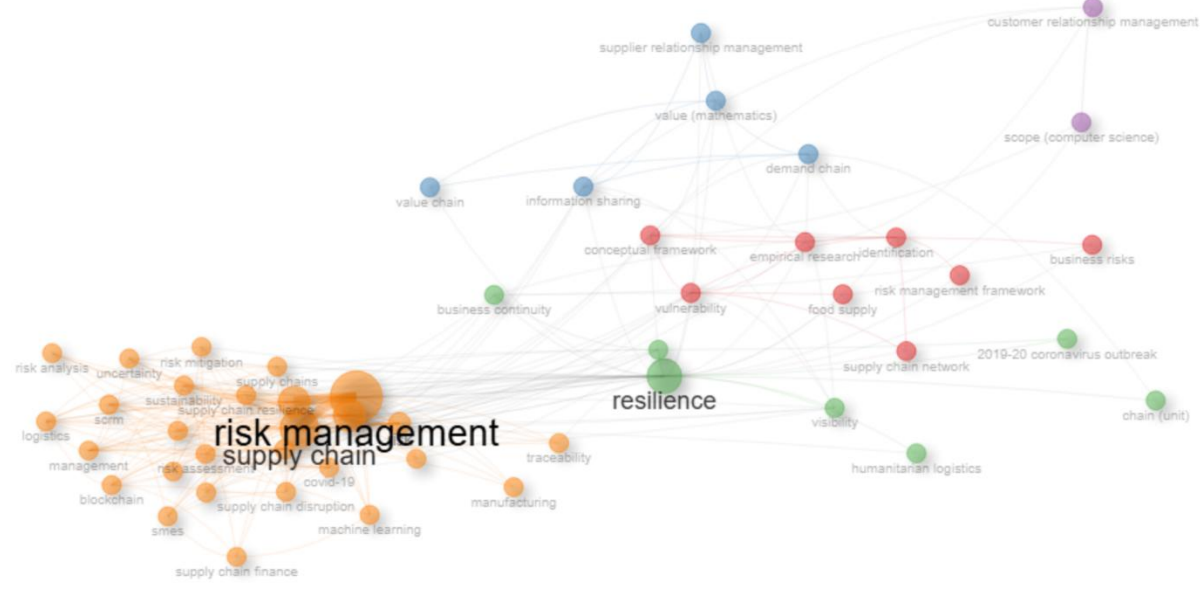 customer relationship management
supplier relationship management
value (mathematics)
scope (computer science)
demand chain
value chain
information sharing
conceptual framework
empirical research
identification
business risks
risk management framework
business continuity
vulnerability
food supply
supply chain network
2019-20 coronavirus outbreak
risk analysis
uncertainty
risk mitigation
supply chains
sustainability
supply chain resilience
resilience
scrm
visibility
chain (unit)
logistics
risk management
supply chain
management
risk assessment
traceability
humanitarian logistics
covid-19
blockchain
supply chain disruption
manufacturing
smes
machine learning
supply chain finance